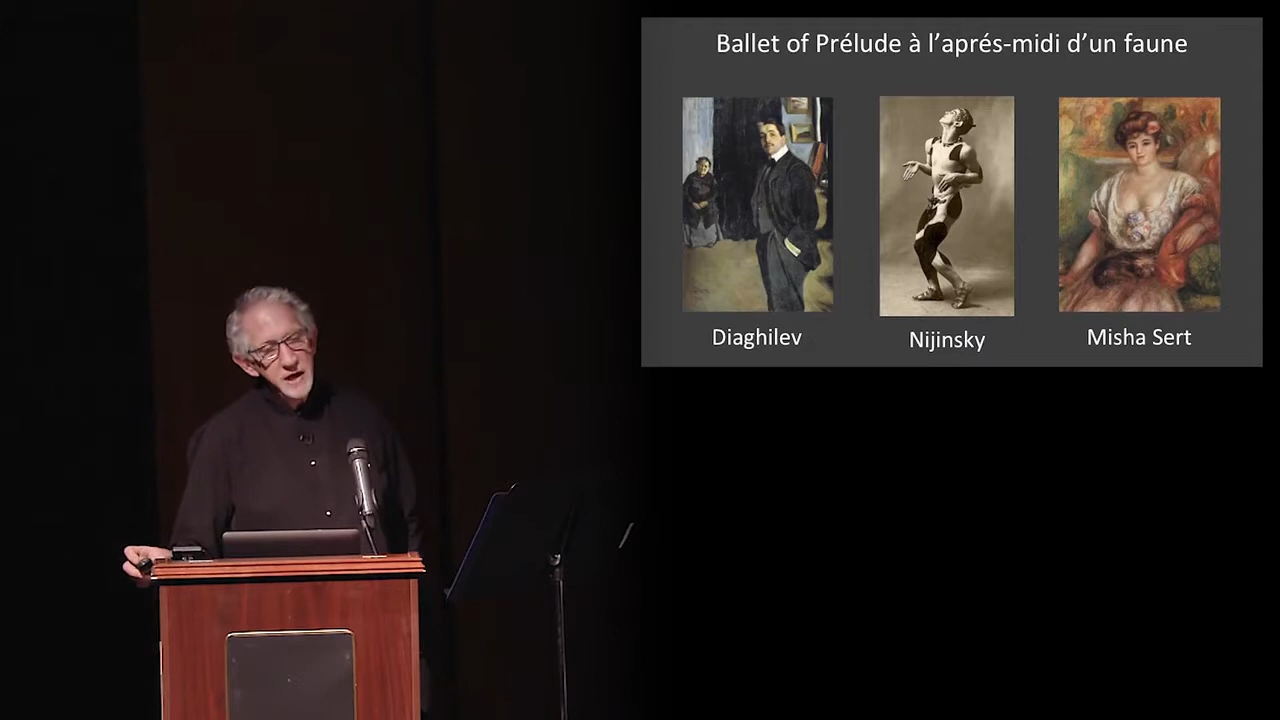 Ballet of Prélude à l’aprés-midi d’un faune
Diaghilev
Nijinsky
Misha Sert